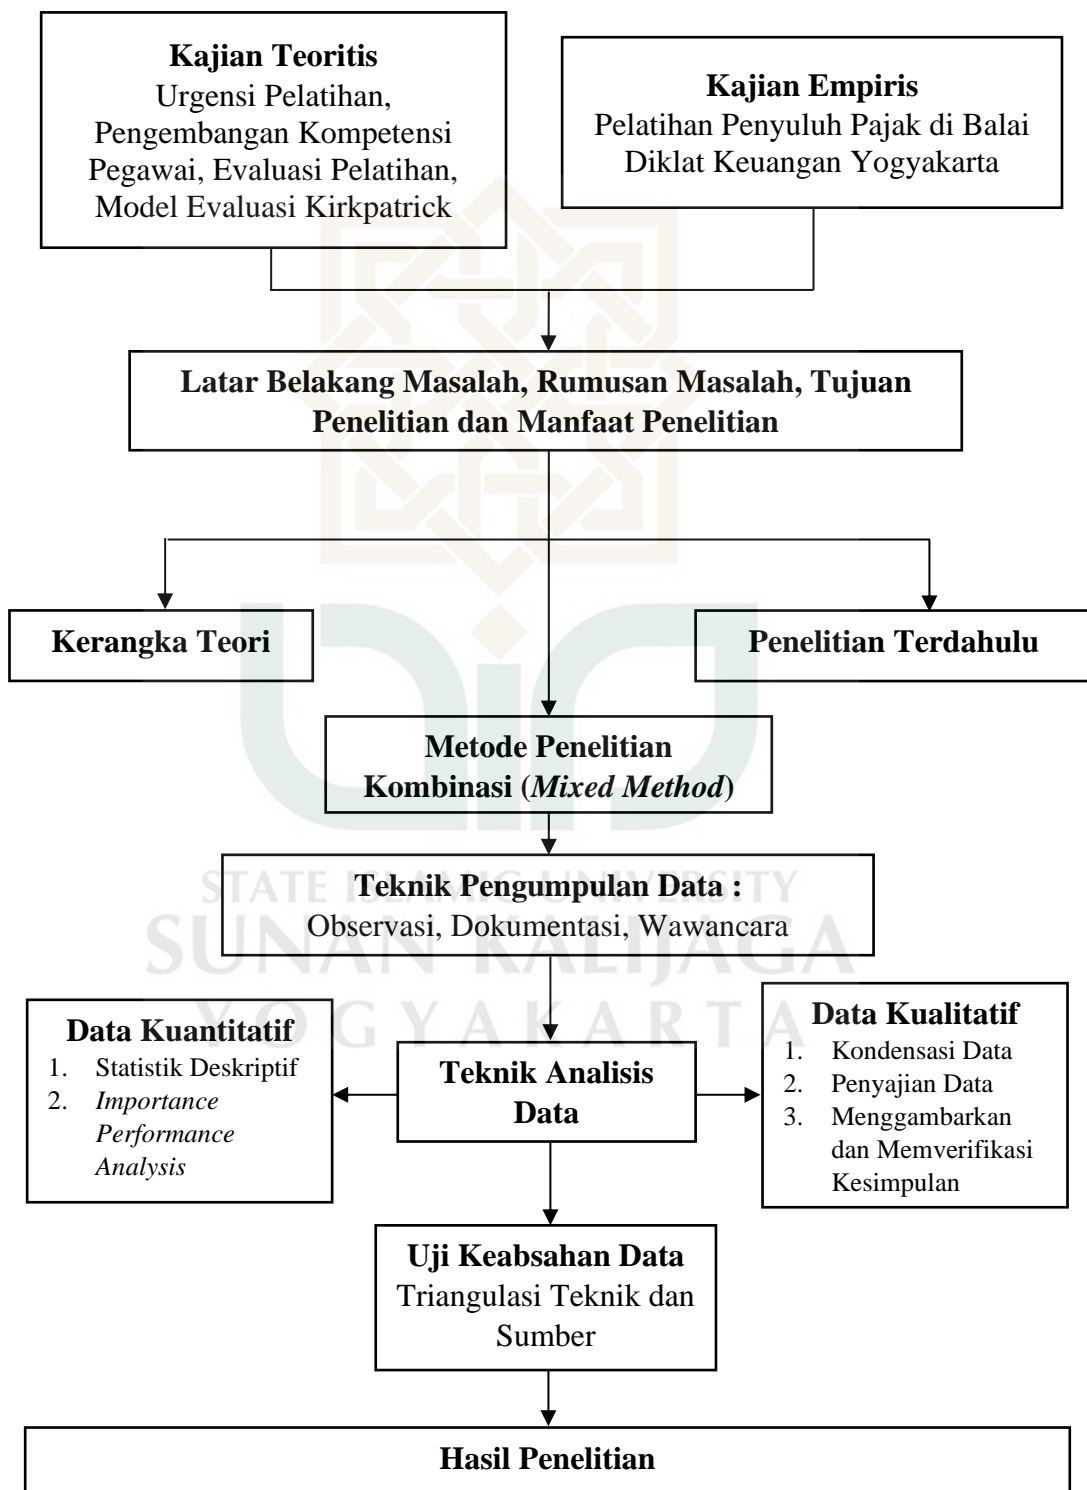 Kajian Teoritis
Urgensi Pelatihan,
Pengembangan Kompetensi
Pegawai, Evaluasi Pelatihan,
Model Evaluasi Kirkpatrick
Kajian Empiris
Pelatihan Penyuluh Pajak di Balai
Diklat Keuangan Yogyakarta
Latar Belakang Masalah, Rumusan Masalah, Tujuan
Penelitian dan Manfaat Penelitian
Kerangka Teori
Penelitian Terdahulu
Metode Penelitian
Kombinasi (Mixed Method)
Teknik Pengumpulan Data :
Observasi, Dokumentasi, Wawancara
STATE ISLAMIC UNIVERSITY
SUNAN KALIJAGA
YOGYAKARTA
Data Kuantitatif
1. Statistik Deskriptif
2. Importance
Performance
Analysis
Teknik Analisis
Data
Data Kualitatif
1. Kondensasi Data
2. Penyajian Data
3. Menggambarkan
dan Memverifikasi
Kesimpulan
Uji Keabsahan Data
Triangulasi Teknik dan
Sumber
Hasil Penelitian